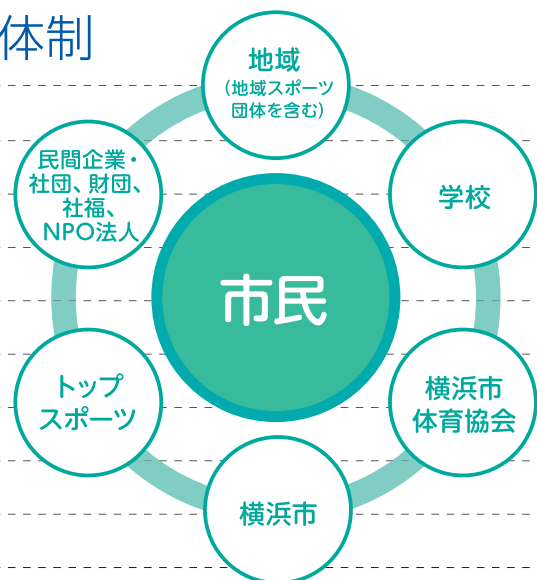 体制
地域
(地域スポーツ
団体を含む)
学校
横浜市
体育協会
横浜市
トップ
スポーツ
民間企業・
社団、財団、
社福、
NPO法人
市民